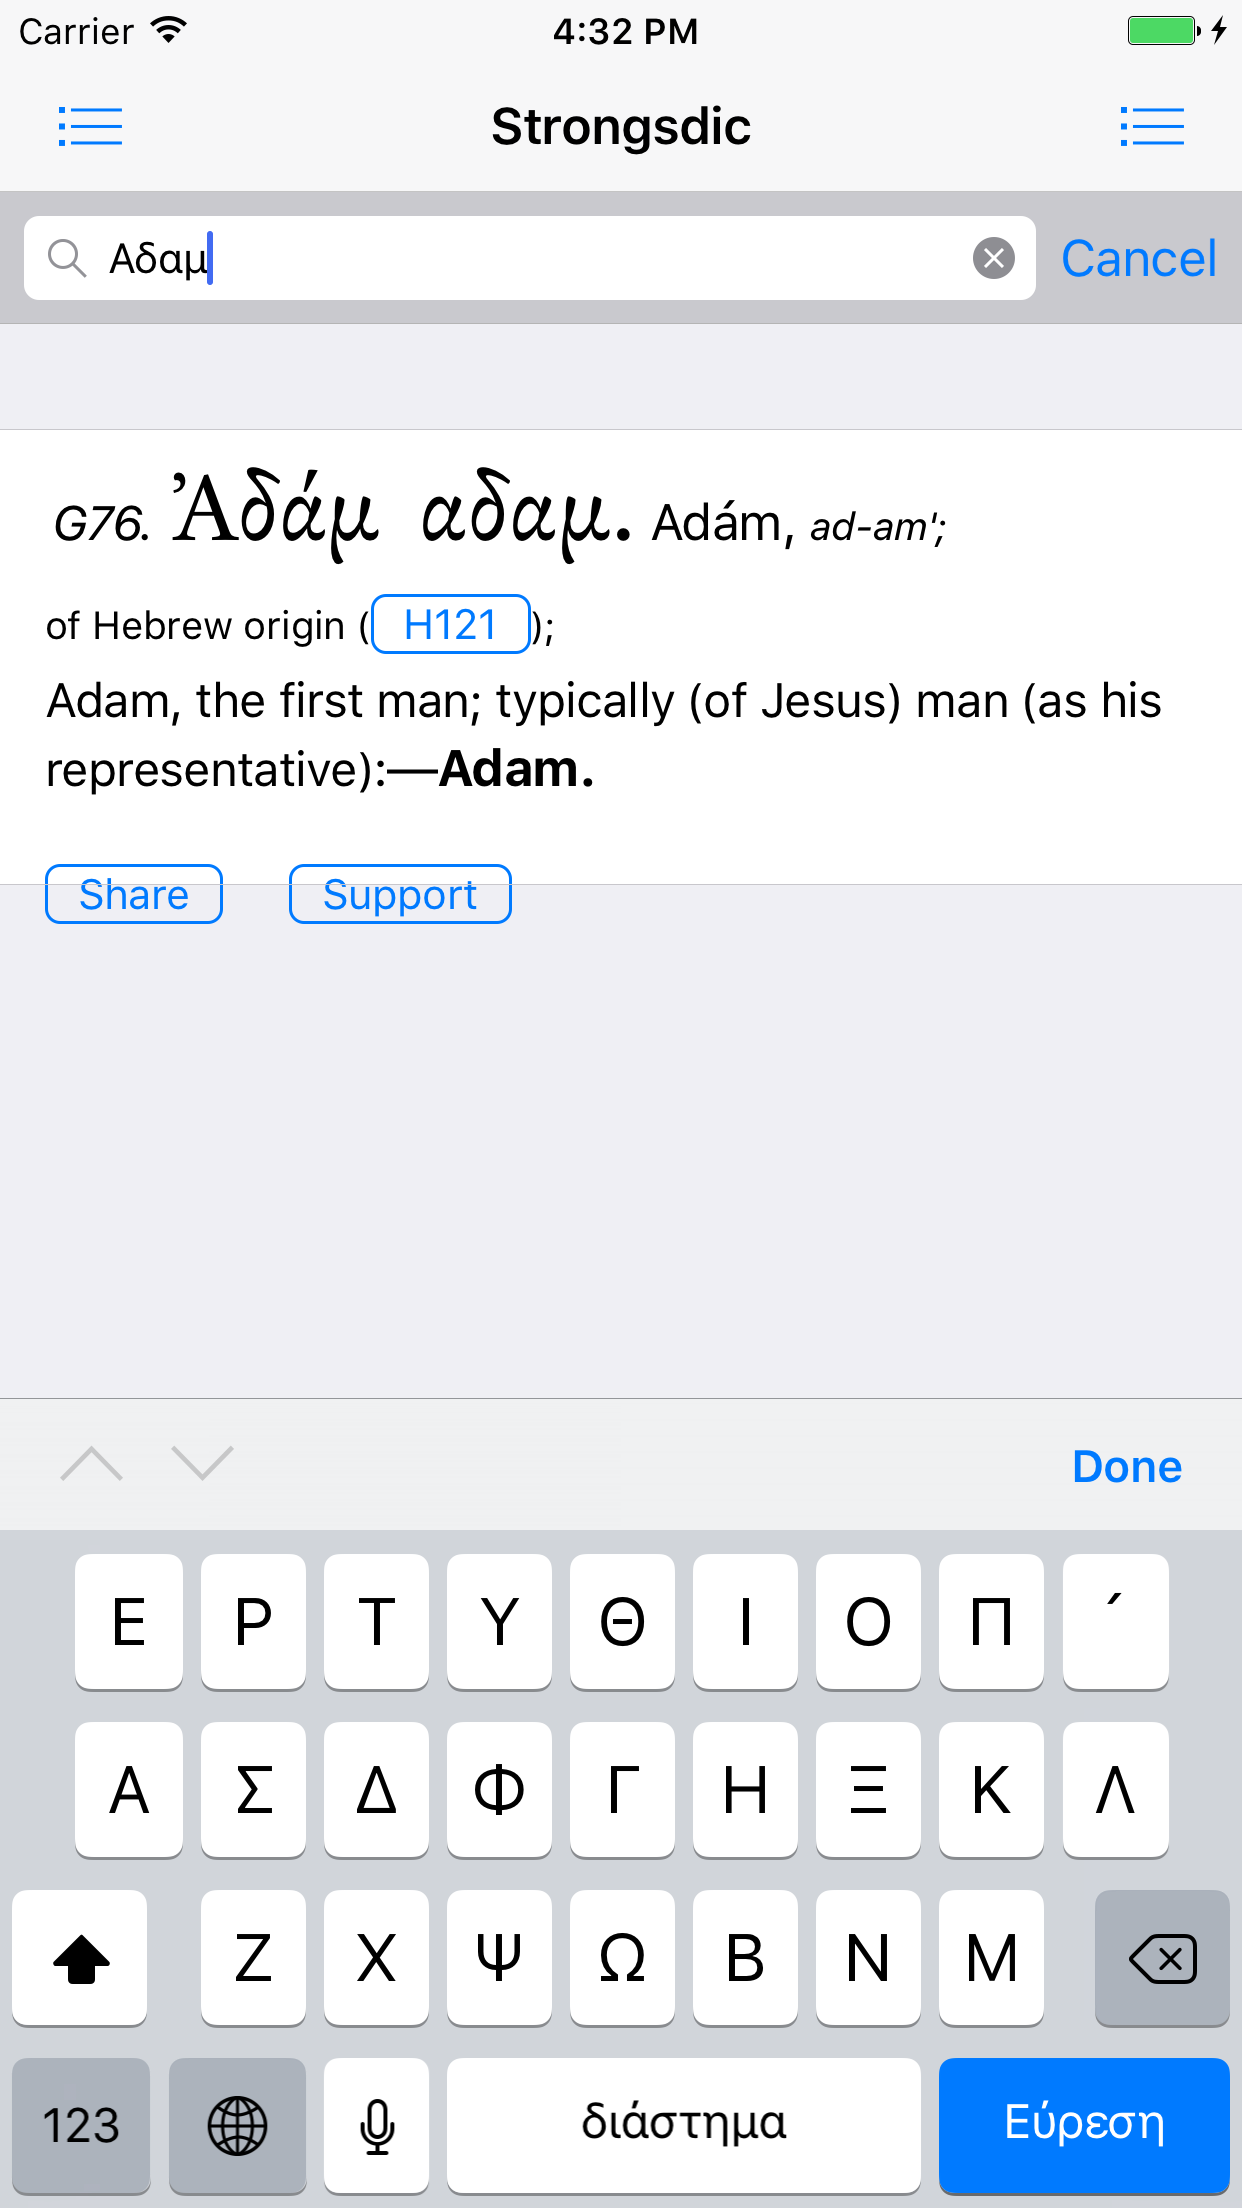 Carrier 4:32 PM
Strongsdic
Αδαμ Cancel
G76. Ἀδάμ αδαμ. Adám, ad-am';
of Hebrew origin (H121);
Adam, the first man; typically (of Jesus) man (as his
representative):—Adam.
Share Support
Done
Ε Ρ Τ Υ Θ Ι Ο Π ´
Α Σ Δ Φ Γ Η Ξ Κ Λ
Ζ Χ Ψ Ω Β Ν Μ
123 διάστημα Εύρεση